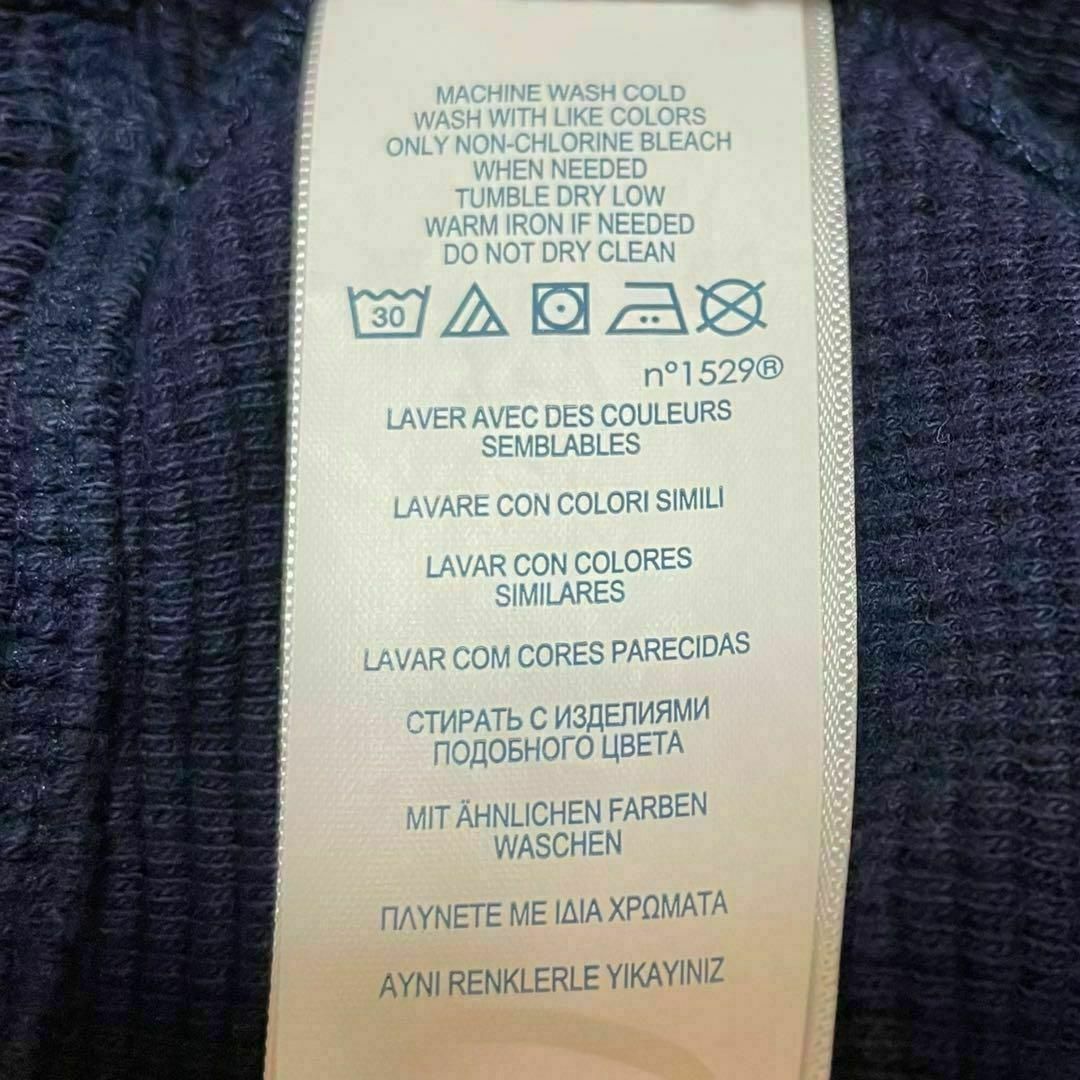 MACHINE WASH COLD
WASH WITH LIKE COLORS
ONLY NON-CHLORINE BLEACH
WHEN NEEDED
TUMBLE DRY LOW
WARM IRON IF NEEDED
DO NOT DRY CLEAN
30
n°1529®
LAVER AVEC DES COULEURS
SEMBLABLES
LAVARE CON COLORI SIMILI
LAVAR CON COLORES
SIMILARES
LAVAR COM CORES PARECIDAS
СТИРАТЬ С ИЗДЕЛИЯМИ
ПОДОБНОГО ЦВЕТА
MIT ÄHNLICHEN FARBEN
WASCHEN
ΠΛΥΝΕΤΕ ΜΕ ΙΔΙΑ ΧΡΩΜΑΤΑ
AYNI RENKLERLE YIKAYINIZ